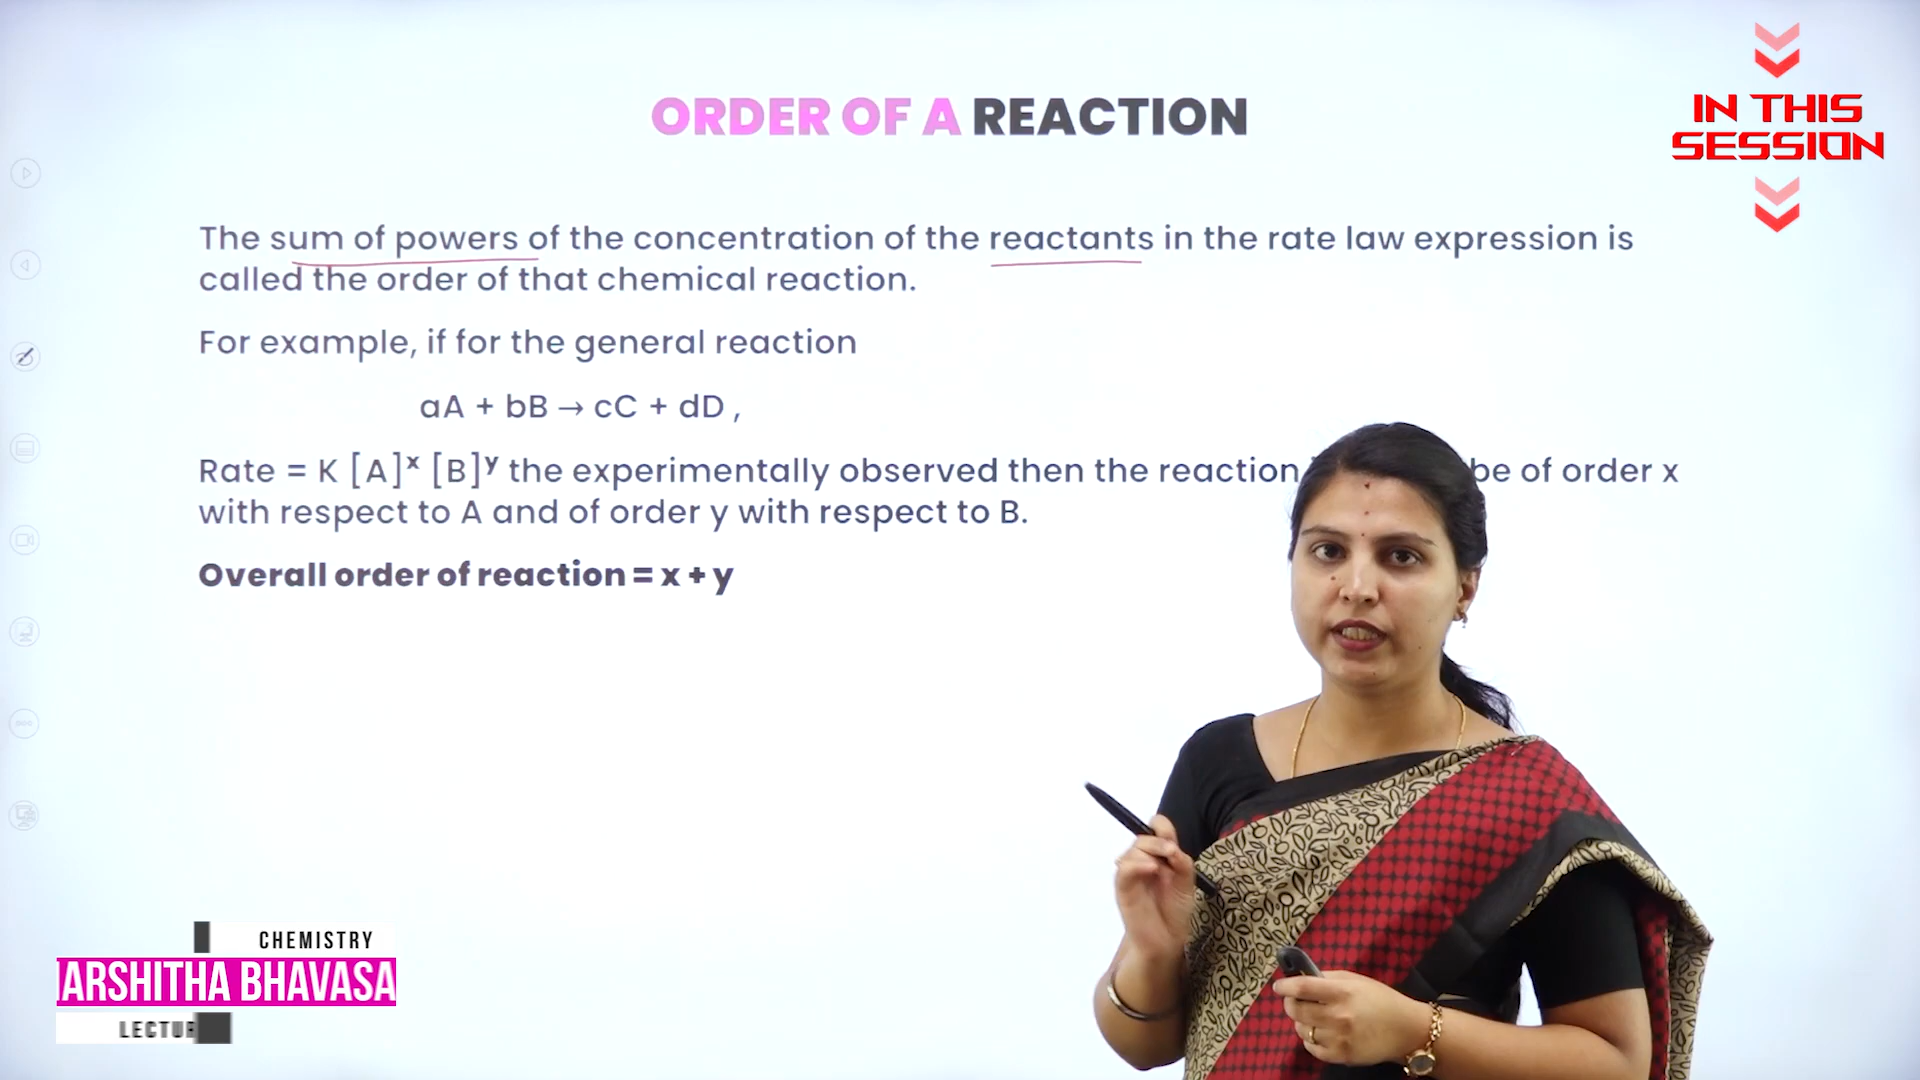 ORDER OF A REACTION
IN THIS
SESSION
The sum of powers of the concentration of the reactants in the rate law expression is
called the order of that chemical reaction.
For example, if for the general reaction
aA + bB → cC + dD ,
Rate = K [A]ˣ [B]ʸ the experimentally observed then the reaction be of order x
with respect to A and of order y with respect to B.
Overall order of reaction = x + y
CHEMISTRY
ARSHITHA BHAVASA
LECTUR